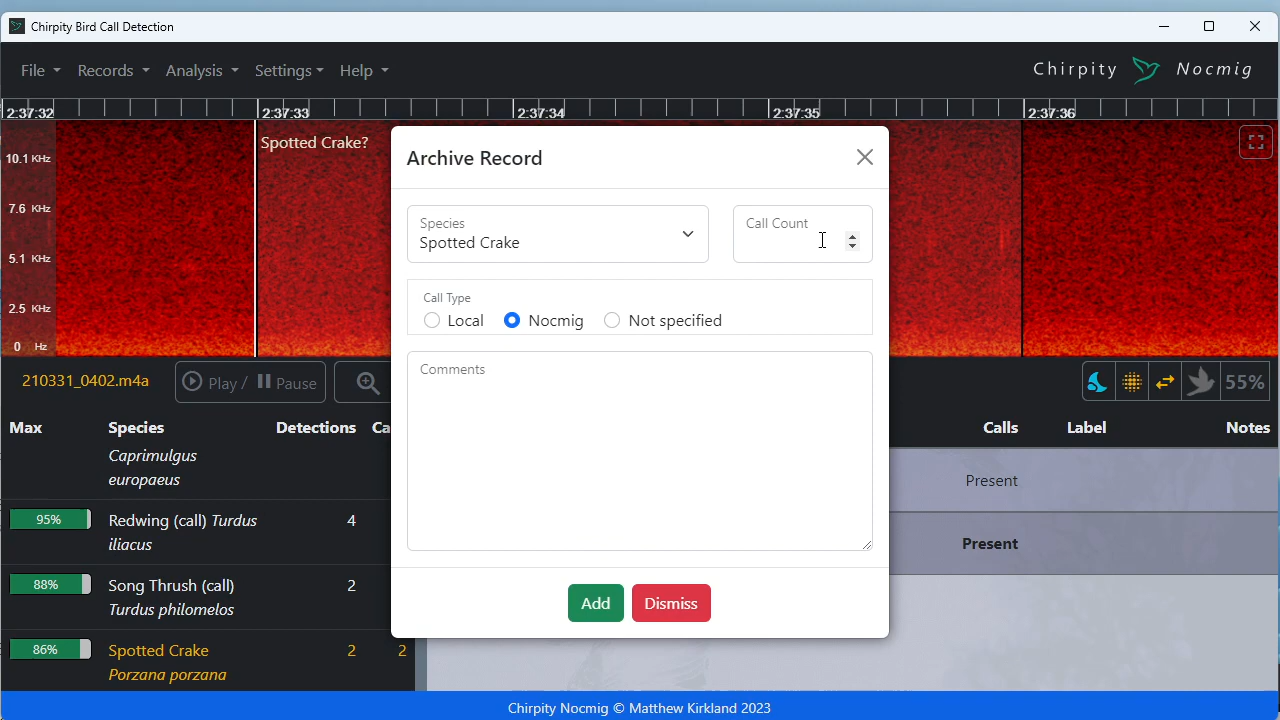 Chirpity Bird Call Detection
File Records Analysis Settings Help
Chirpity Nocmig
2:37:32 2:37:33 2:37:34 2:37:35 2:37:36
10.1 KHz
7.6 KHz
5.1 KHz
2.5 KHz
0 Hz
Spotted Crake?
Archive Record
Species
Spotted Crake
Call Count
Call Type
Local Nocmig Not specified
Comments
Add Dismiss
210331_0402.m4a
Play / Pause
55%
Max Species Detections Ca
Calls Label Notes
Caprimulgus
europaeus
Present
95% Redwing (call) Turdus
iliacus
4
Present
88% Song Thrush (call)
Turdus philomelos
2
86% Spotted Crake
Porzana porzana
2 2
Chirpity Nocmig © Matthew Kirkland 2023